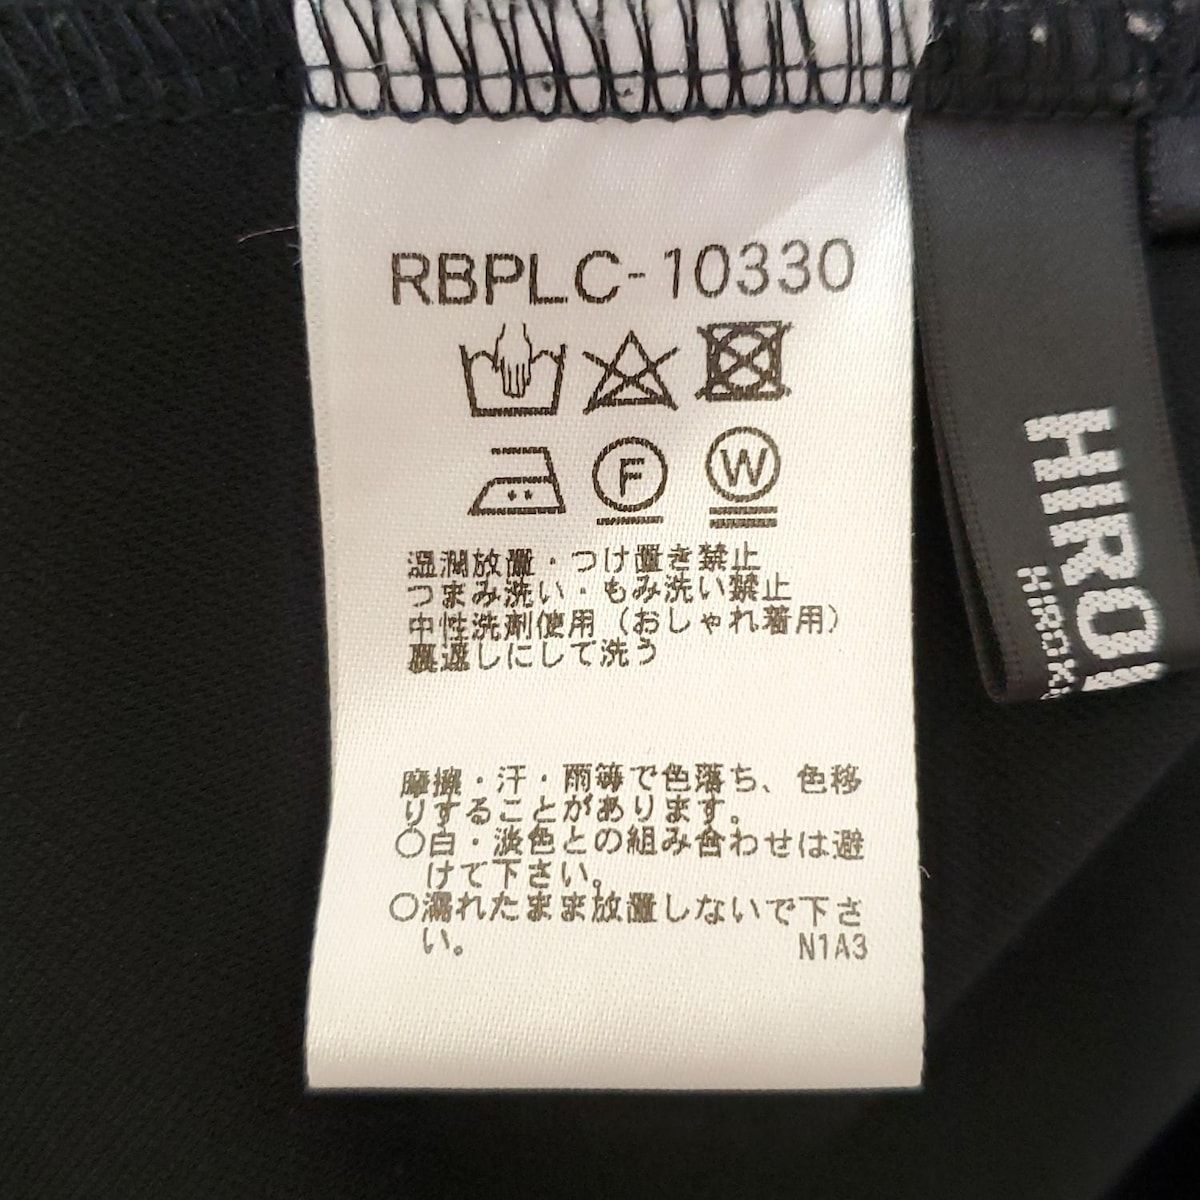 RBPLC-10330
F
W
湿潤放置・つけ置き禁止
つまみ洗い・もみ洗い禁止
中性洗剤使用（おしゃれ着用）
裏返しにして洗う
摩擦・汗・雨等で色落ち、色移
りすることがあります。
○白・淡色との組み合わせは避
けて下さい。
○濡れたまま放置しないで下さ
い。
N1A3
HIRO
HIROK